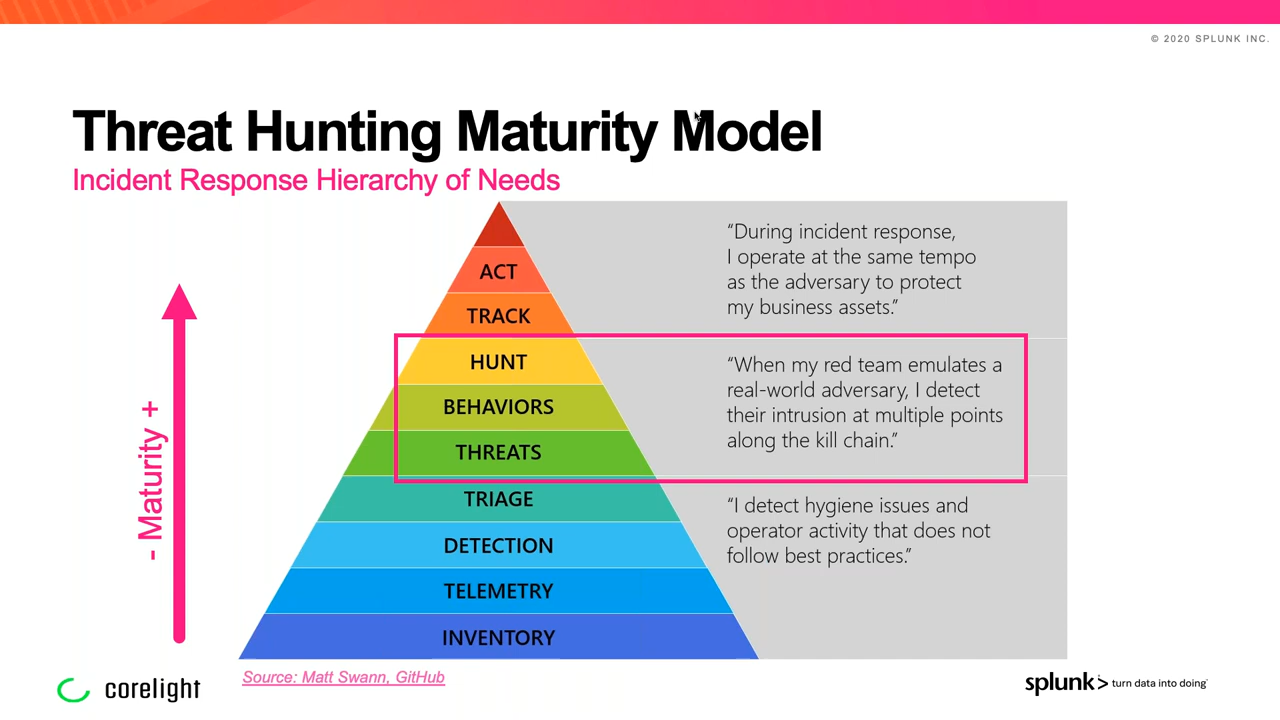 © 2020 SPLUNK INC.
Threat Hunting Maturity Model
Incident Response Hierarchy of Needs
- Maturity +
ACT
TRACK
HUNT
BEHAVIORS
THREATS
TRIAGE
DETECTION
TELEMETRY
INVENTORY
“During incident response,
I operate at the same tempo
as the adversary to protect
my business assets.”
“When my red team emulates a
real-world adversary, I detect
their intrusion at multiple points
along the kill chain.”
“I detect hygiene issues and
operator activity that does not
follow best practices.”
Source: Matt Swann, GitHub
corelight
splunk> turn data into doing